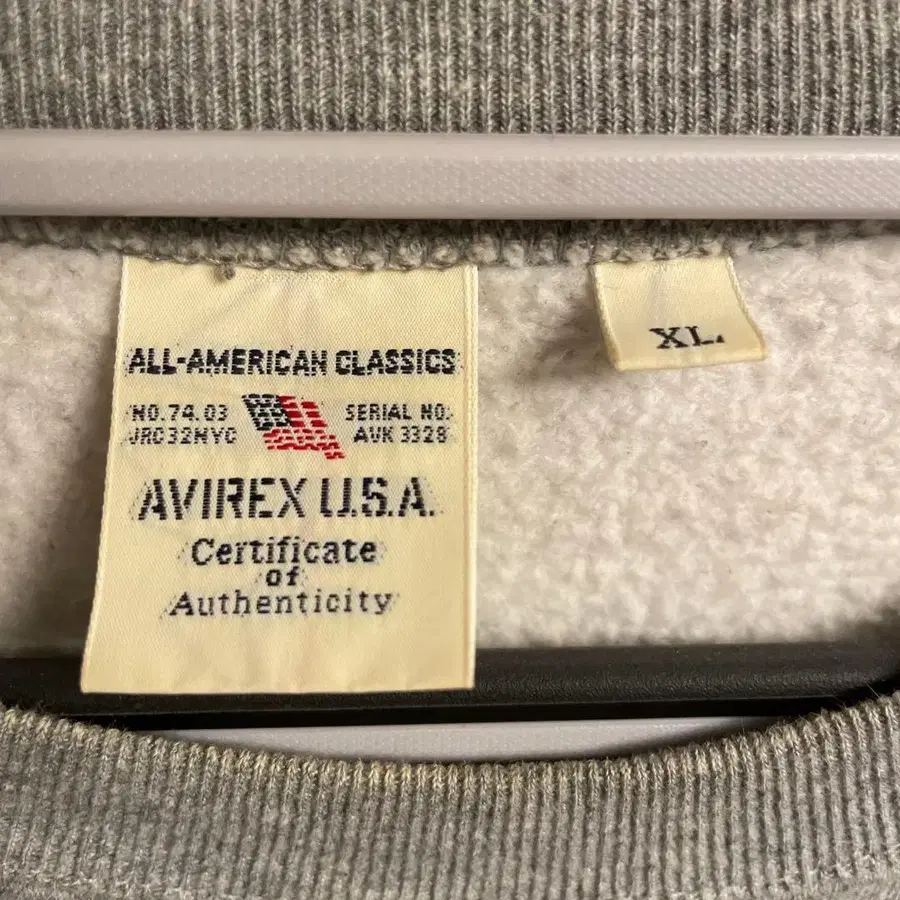 ALL-AMERICAN CLASSICS
NO.74.03
JRC32NYC
SERIAL NO.
AVK 3328
AVIREX U.S.A.
Certificate
of
Authenticity
XL.